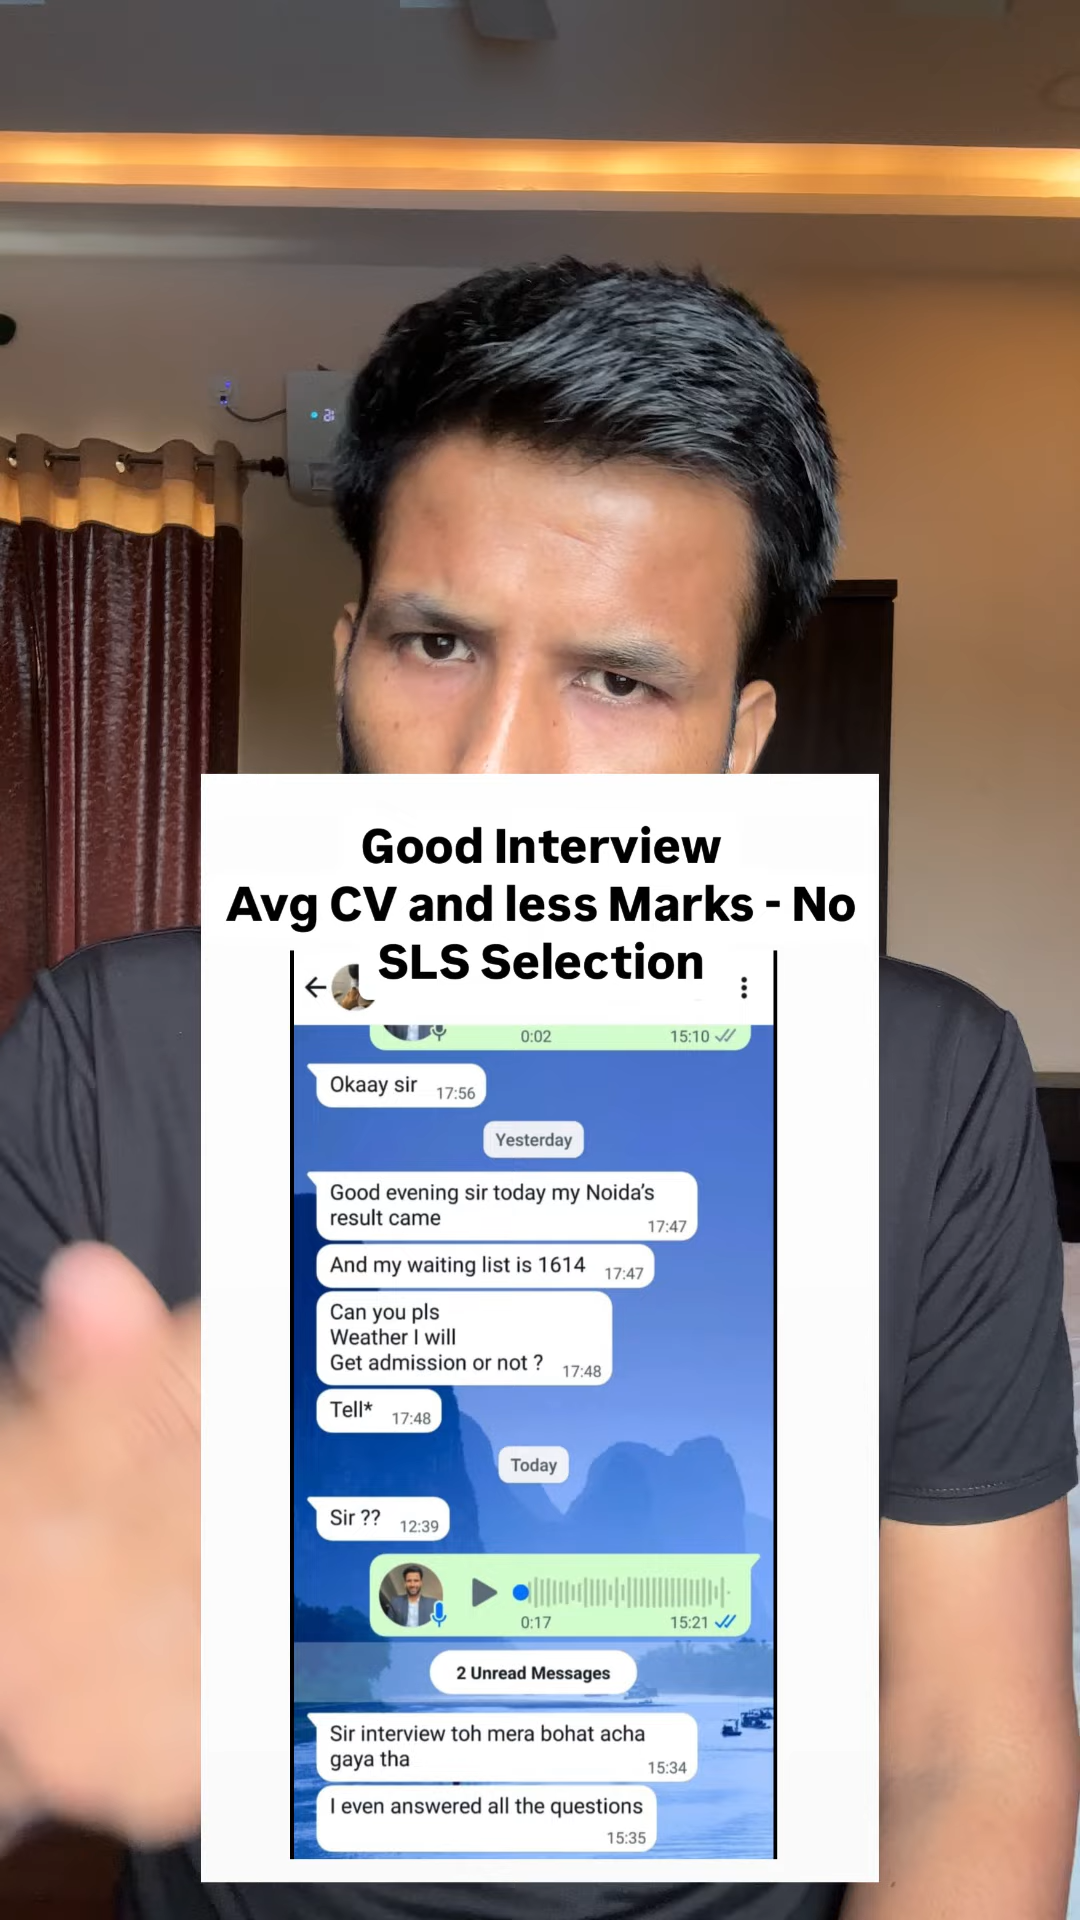 Good Interview
Avg CV and less Marks - No
SLS Selection
0:02 15:10
Okaay sir 17:56
Yesterday
Good evening sir today my Noida’s
result came 17:47
And my waiting list is 1614 17:47
Can you pls
Weather I will
Get admission or not ? 17:48
Tell* 17:48
Today
Sir ?? 12:39
0:17 15:21
2 Unread Messages
Sir interview toh mera bohat acha
gaya tha 15:34
I even answered all the questions
15:35